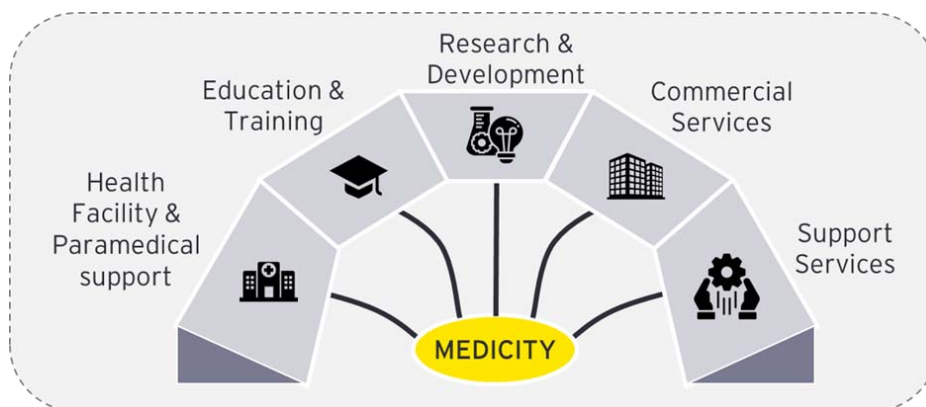 Research &
Development
Education &
Training
Commercial
Services
Health
Facility &
Paramedical
support
Support
Services
MEDICITY